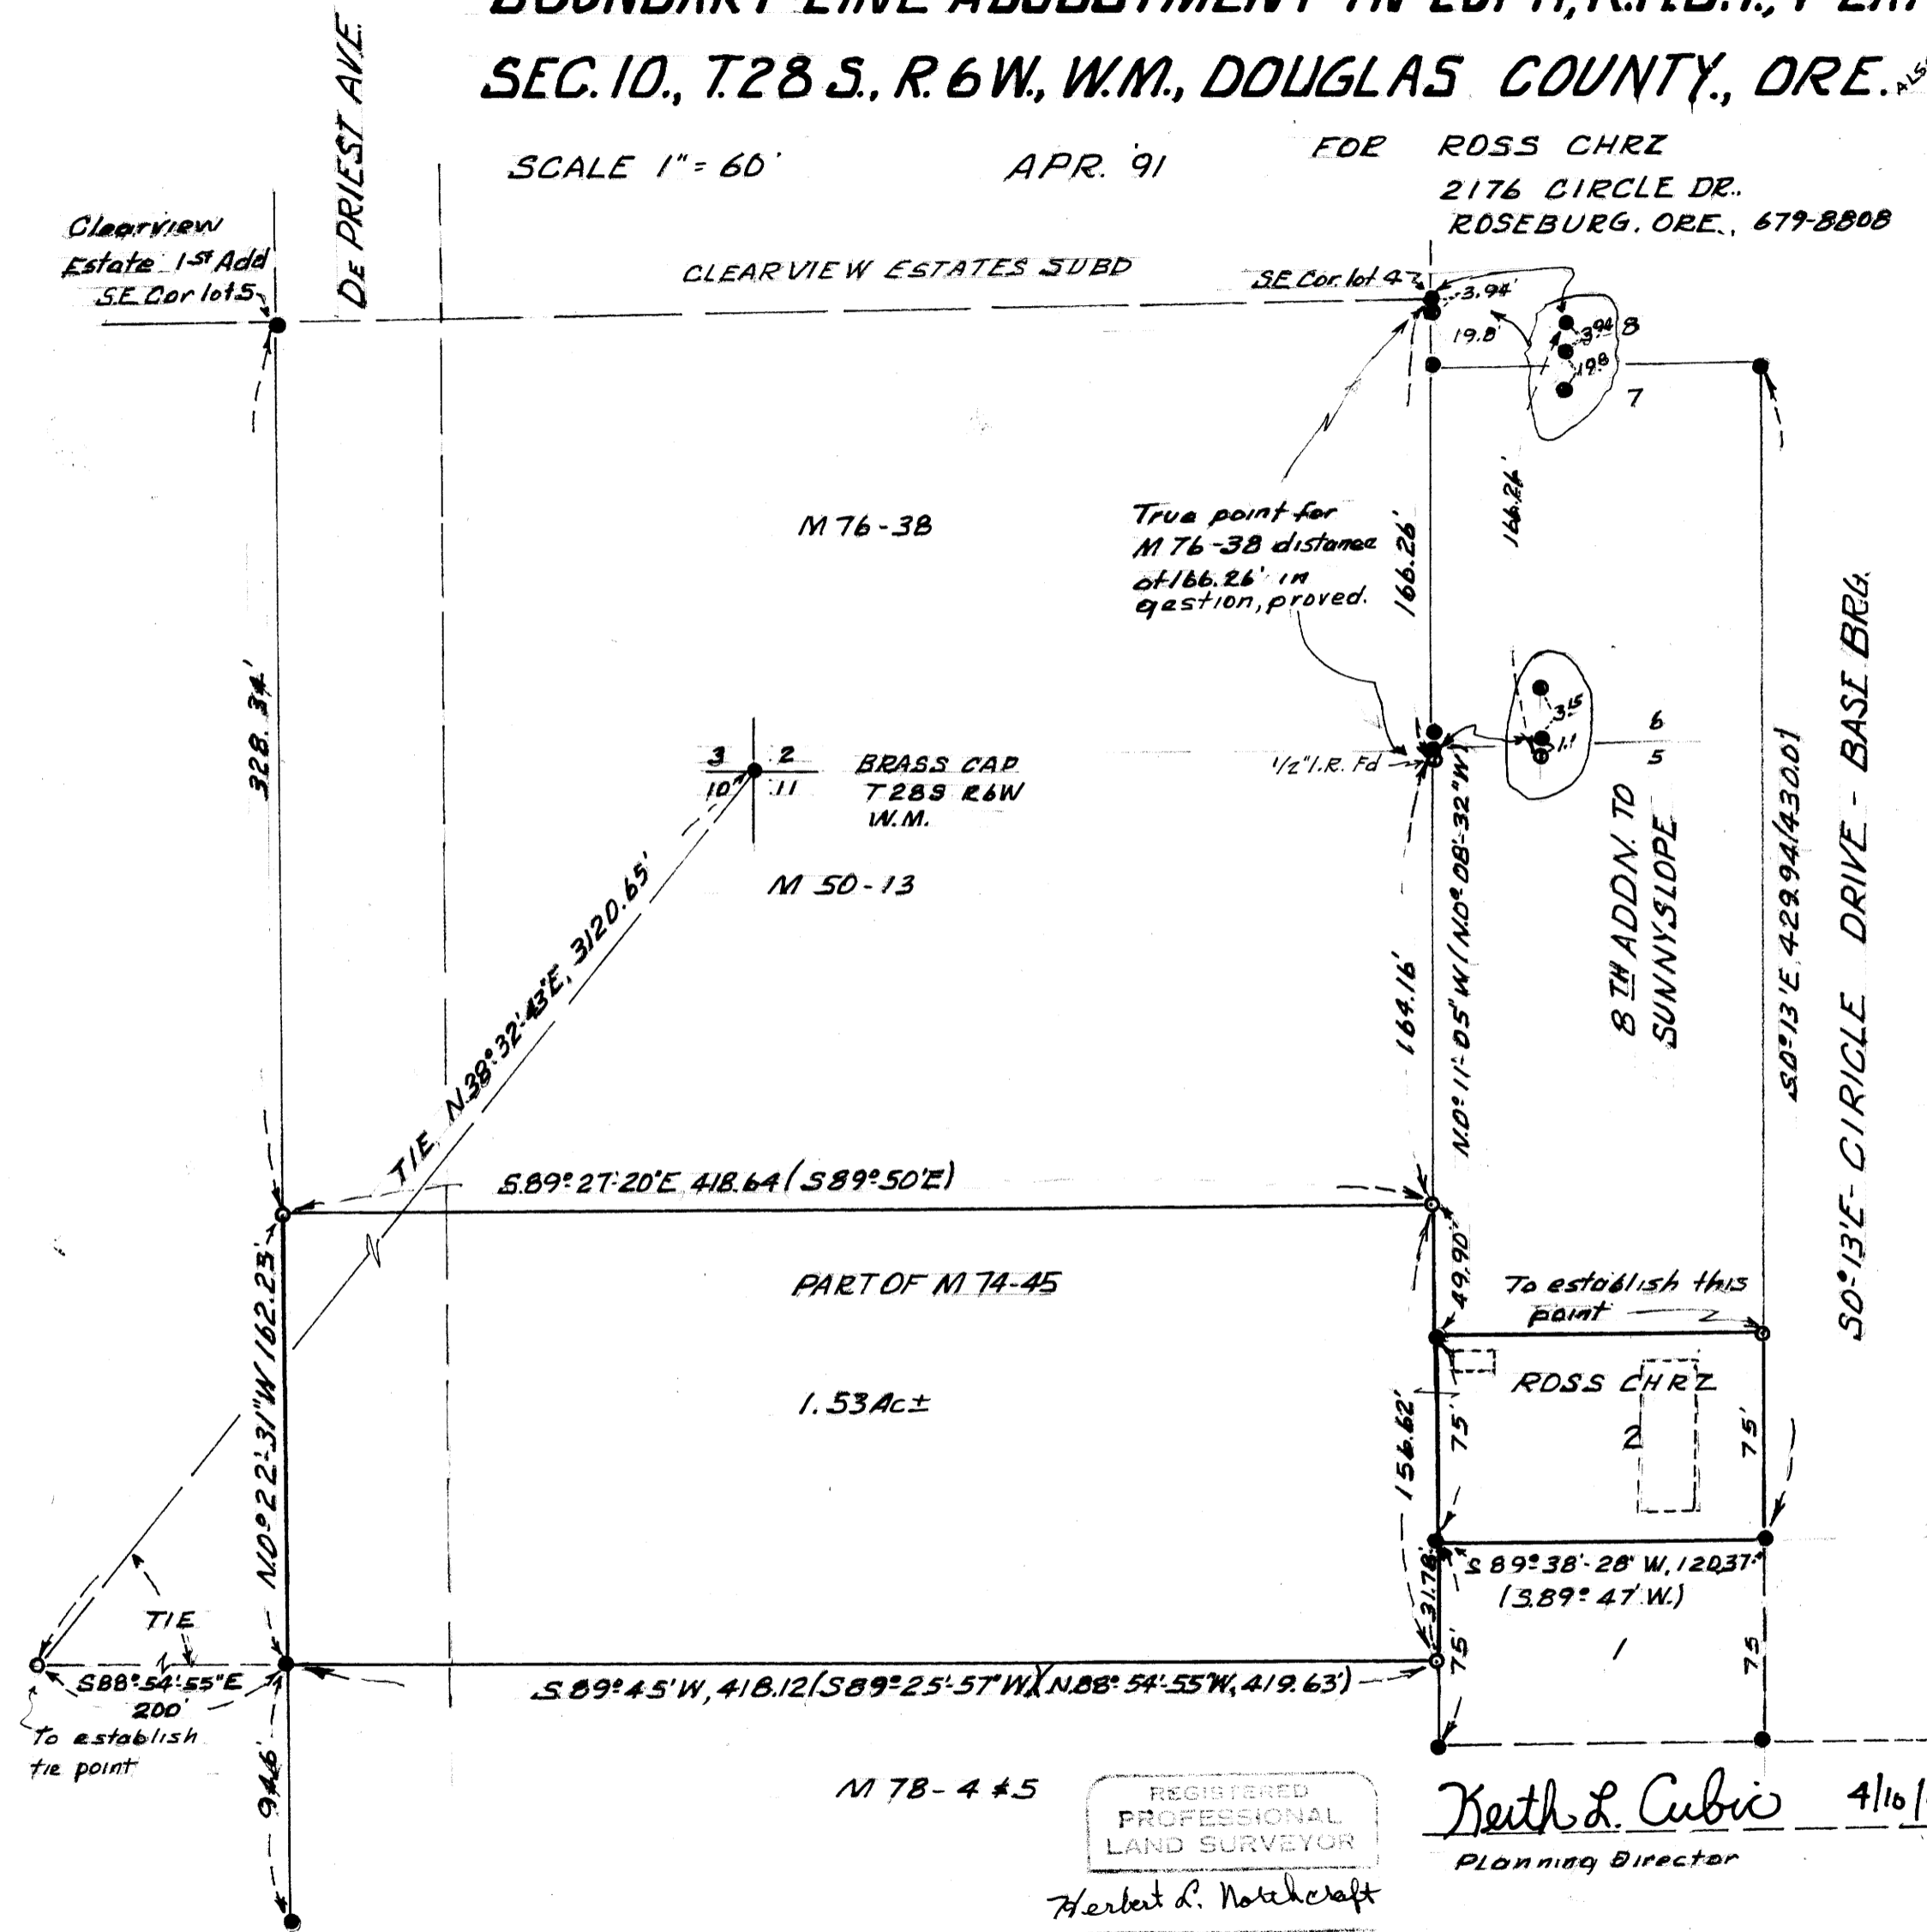 SEC. 10., T. 28 S., R. 6 W., W.M., DOUGLAS COUNTY., ORE.
SCALE 1" = 60'
APR. '91
FOR ROSS CHRZ
2176 CIRCLE DR..
ROSEBURG. ORE., 679-8808
DE PRIEST AVE.
Clearview
Estate 1ST Add
S.E Cor lot 5
CLEARVIEW ESTATES SUBD
SE Cor. lot 4
3.94'
19.8'
3.94
19.8
8
7
M 76-38
True point for
M 76-38 distance
of 166.26' in
qestion, proved.
166.26'
166.26'
328.34'
3 2
10 11
BRASS CAP
T28S R6W
W.M.
1/2" I.R. Fd
3.15
1.1
6
5
M 50-13
TIE N.38°-32'-43"E, 3120.65'
164.16'
N.0°-11'-05" W (N.0°-08'-32" W)
8TH ADDN. TO
SUNNYSLOPE
S.0°-13'E, 429.94/430.01
S0°-13'E - CIRICLE DRIVE - BASE BRG.
S.89°-27'-20"E 418.64 (S89°-50'E)
N.0°-22'-31"W 162.23'
PART OF M 74-45
49.90'
To establish this
point
1.53 Ac±
156.62'
75'
ROSS CHRZ
2
75'
31.78'
S 89°-38'-28" W, 120.37'
(S.89°-47' W.)
TIE
S88°-54'-55"E
200'
To establish
tie point
S.89°-45'W, 418.12 (S89°-25'-57"W)(N.88°-54'-55"W, 419.63')
75'
1
75
M 78-4 #5
REGISTERED
PROFESSIONAL
LAND SURVEYOR
Herbert L. Northcraft
Keith L. Cubic 4/10/
Planning Director